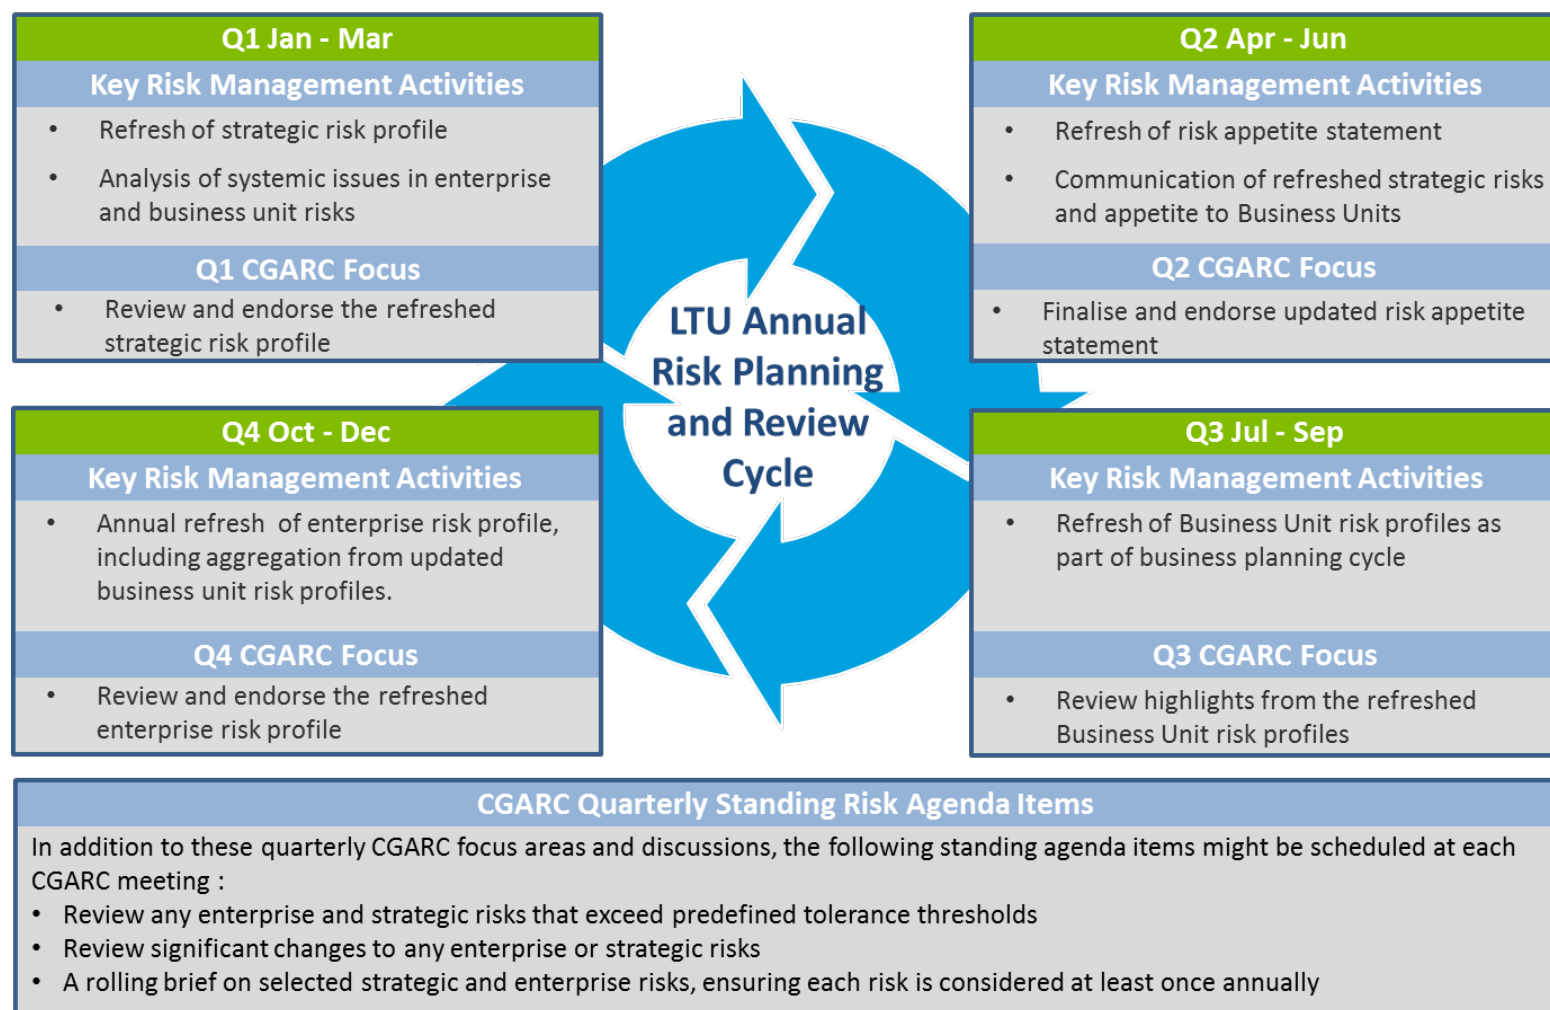 Q1 Jan - Mar
Key Risk Management Activities
• Refresh of strategic risk profile
• Analysis of systemic issues in enterprise
and business unit risks
Q1 CGARC Focus
• Review and endorse the refreshed
strategic risk profile
Q2 Apr - Jun
Key Risk Management Activities
• Refresh of risk appetite statement
• Communication of refreshed strategic risks
and appetite to Business Units
Q2 CGARC Focus
• Finalise and endorse updated risk appetite
statement
LTU Annual
Risk Planning
and Review
Cycle
Q4 Oct - Dec
Key Risk Management Activities
• Annual refresh of enterprise risk profile,
including aggregation from updated
business unit risk profiles.
Q4 CGARC Focus
• Review and endorse the refreshed
enterprise risk profile
Q3 Jul - Sep
Key Risk Management Activities
• Refresh of Business Unit risk profiles as
part of business planning cycle
Q3 CGARC Focus
• Review highlights from the refreshed
Business Unit risk profiles
CGARC Quarterly Standing Risk Agenda Items
In addition to these quarterly CGARC focus areas and discussions, the following standing agenda items might be scheduled at each
CGARC meeting :
• Review any enterprise and strategic risks that exceed predefined tolerance thresholds
• Review significant changes to any enterprise or strategic risks
• A rolling brief on selected strategic and enterprise risks, ensuring each risk is considered at least once annually